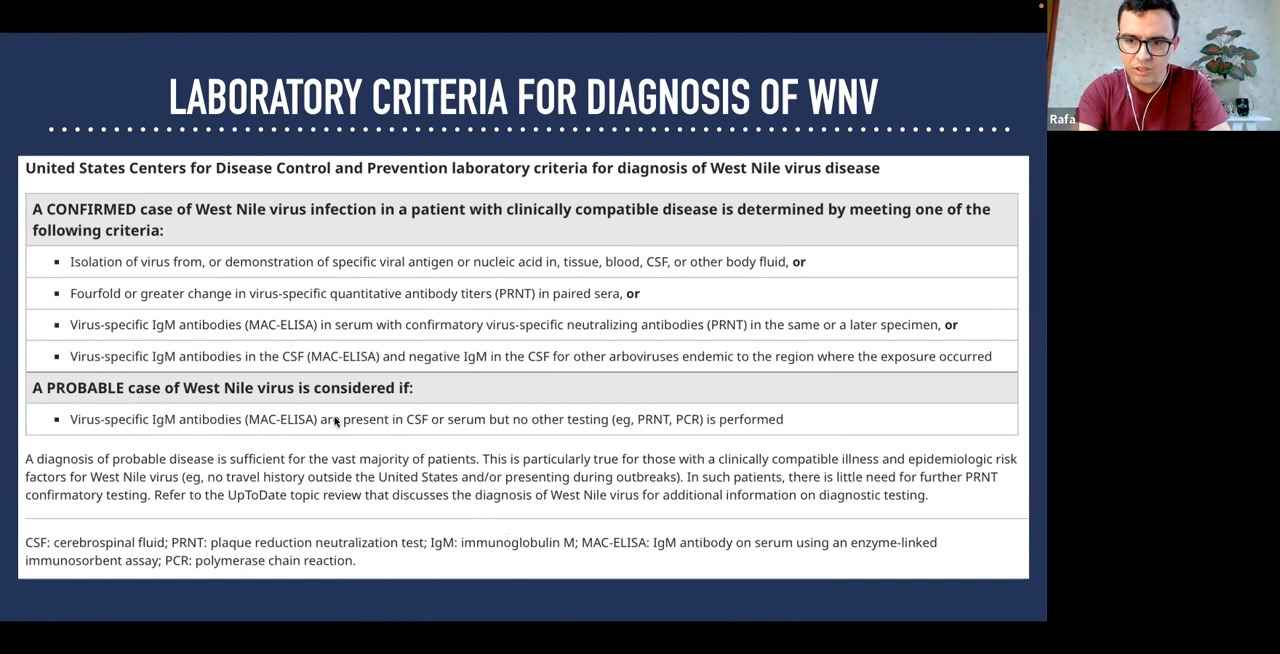 LABORATORY CRITERIA FOR DIAGNOSIS OF WNV
Rafa
United States Centers for Disease Control and Prevention laboratory criteria for diagnosis of West Nile virus disease
A CONFIRMED case of West Nile virus infection in a patient with clinically compatible disease is determined by meeting one of the
following criteria:
▪ Isolation of virus from, or demonstration of specific viral antigen or nucleic acid in, tissue, blood, CSF, or other body fluid, or
▪ Fourfold or greater change in virus-specific quantitative antibody titers (PRNT) in paired sera, or
▪ Virus-specific IgM antibodies (MAC-ELISA) in serum with confirmatory virus-specific neutralizing antibodies (PRNT) in the same or a later specimen, or
▪ Virus-specific IgM antibodies in the CSF (MAC-ELISA) and negative IgM in the CSF for other arboviruses endemic to the region where the exposure occurred
A PROBABLE case of West Nile virus is considered if:
▪ Virus-specific IgM antibodies (MAC-ELISA) are present in CSF or serum but no other testing (eg, PRNT, PCR) is performed
A diagnosis of probable disease is sufficient for the vast majority of patients. This is particularly true for those with a clinically compatible illness and epidemiologic risk
factors for West Nile virus (eg, no travel history outside the United States and/or presenting during outbreaks). In such patients, there is little need for further PRNT
confirmatory testing. Refer to the UpToDate topic review that discusses the diagnosis of West Nile virus for additional information on diagnostic testing.
CSF: cerebrospinal fluid; PRNT: plaque reduction neutralization test; IgM: immunoglobulin M; MAC-ELISA: IgM antibody on serum using an enzyme-linked
immunosorbent assay; PCR: polymerase chain reaction.